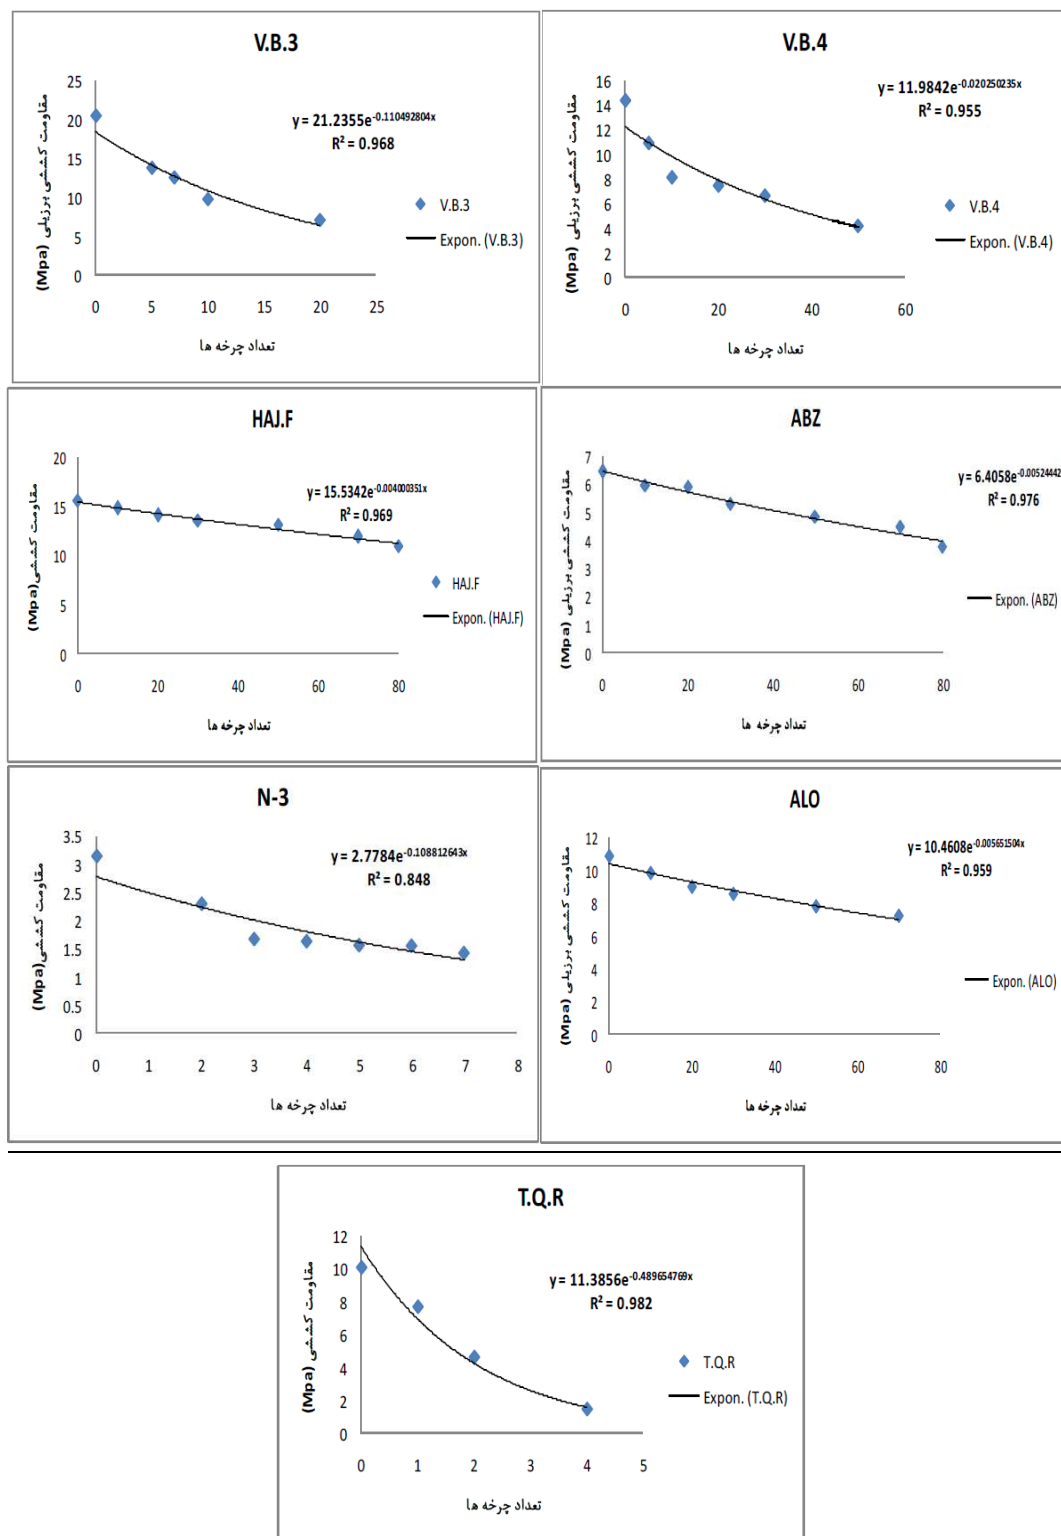 V.B.3
مقاومت کششی برزیلی (Mpa)
25
20
15
10
5
0
y = 21.2355e^-0.110492804x
R² = 0.968
V.B.3
Expon. (V.B.3)
0 5 10 15 20 25
تعداد چرخه ها
V.B.4
مقاومت کششی برزیلی (Mpa)
16
14
12
10
8
6
4
2
0
y = 11.9842e^-0.020250235x
R² = 0.955
V.B.4
Expon. (V.B.4)
0 20 40 60
تعداد چرخه ها
HAJ.F
مقاومت کششی(Mpa)
20
15
10
5
0
y = 15.5342e^-0.004000351x
R² = 0.969
HAJ.F
Expon. (HAJ.F)
0 20 40 60 80
تعداد چرخه ها
ABZ
مقاومت کششی برزیلی (Mpa)
7
6
5
4
3
2
1
0
y = 6.4058e^-0.00524442
R² = 0.976
Expon. (ABZ)
0 20 40 60 80
تعداد چرخه ها
N-3
مقاومت کششی(Mpa)
3.5
3
2.5
2
1.5
1
0.5
0
y = 2.7784e^-0.108812643x
R² = 0.848
0 1 2 3 4 5 6 7 8
تعداد چرخه ها
ALO
مقاومت کششی برزیلی (Mpa)
12
10
8
6
4
2
0
y = 10.4608e^-0.005651504x
R² = 0.959
Expon. (ALO)
0 20 40 60 80
تعداد چرخه ها
T.Q.R
مقاومت کششی (Mpa)
12
10
8
6
4
2
0
y = 11.3856e^-0.489654769x
R² = 0.982
T.Q.R
Expon. (T.Q.R)
0 1 2 3 4 5
تعداد چرخه ها